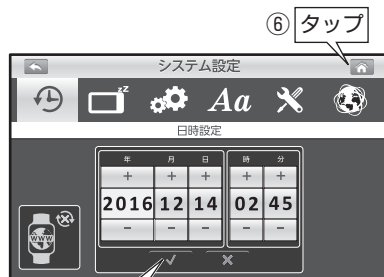 ⑥ タップ
システム設定
zZ
Aa
日時設定
年 月 日 時 分
+ + + + +
2016 12 14 02 45
- - - - -
WWW